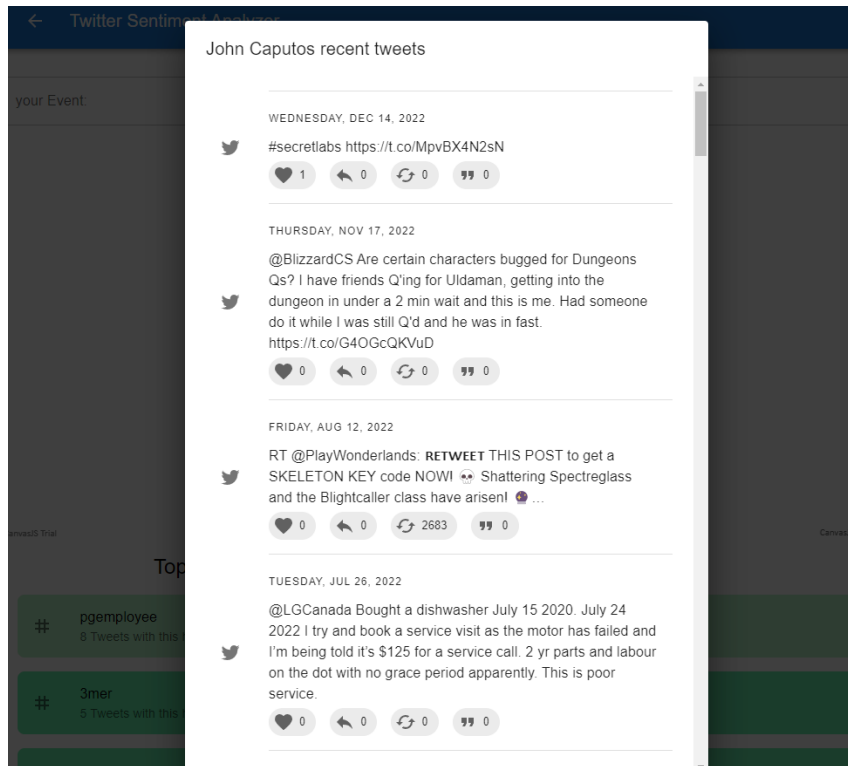 Twitter Sentiment Analyzer
John Caputos recent tweets
your Event:
WEDNESDAY, DEC 14, 2022
#secretlabs https://t.co/MpvBX4N2sN
1 0 0 0
THURSDAY, NOV 17, 2022
@BlizzardCS Are certain characters bugged for Dungeons
Qs? I have friends Q'ing for Uldaman, getting into the
dungeon in under a 2 min wait and this is me. Had someone
do it while I was still Q'd and he was in fast.
https://t.co/G4OGcQKVuD
0 0 0 0
FRIDAY, AUG 12, 2022
RT @PlayWonderlands: 𝗥𝗘𝗧𝗪𝗘𝗘𝗧 THIS POST to get a
SKELETON KEY code NOW! 💀 Shattering Spectreglass
and the Blightcaller class have arisen! 🔮 …
0 0 2683 0
TUESDAY, JUL 26, 2022
@LGCanada Bought a dishwasher July 15 2020. July 24
2022 I try and book a service visit as the motor has failed and
I'm being told it's $125 for a service call. 2 yr parts and labour
on the dot with no grace period apparently. This is poor
service.
0 0 0 0
Trial
Canvas
Top
pgemployee
8 Tweets with this
3mer
5 Tweets with this